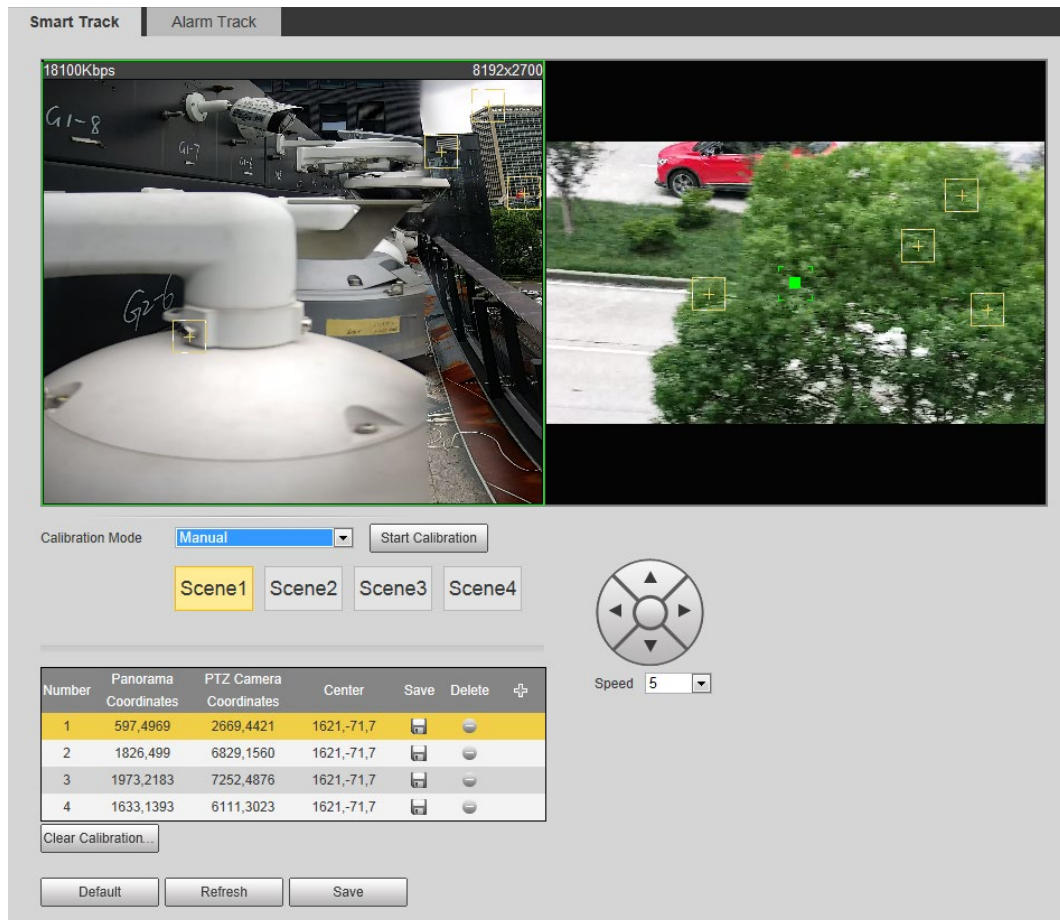 Smart Track Alarm Track
18100Kbps 8192x2700
G1-8
G1-7
G2-6
Calibration Mode Manual Start Calibration
Scene1 Scene2 Scene3 Scene4
Number Panorama Coordinates PTZ Camera Coordinates Center Save Delete
1 597,4969 2669,4421 1621,-71,7
2 1826,499 6829,1560 1621,-71,7
3 1973,2183 7252,4876 1621,-71,7
4 1633,1393 6111,3023 1621,-71,7
Speed 5
Clear Calibration...
Default Refresh Save